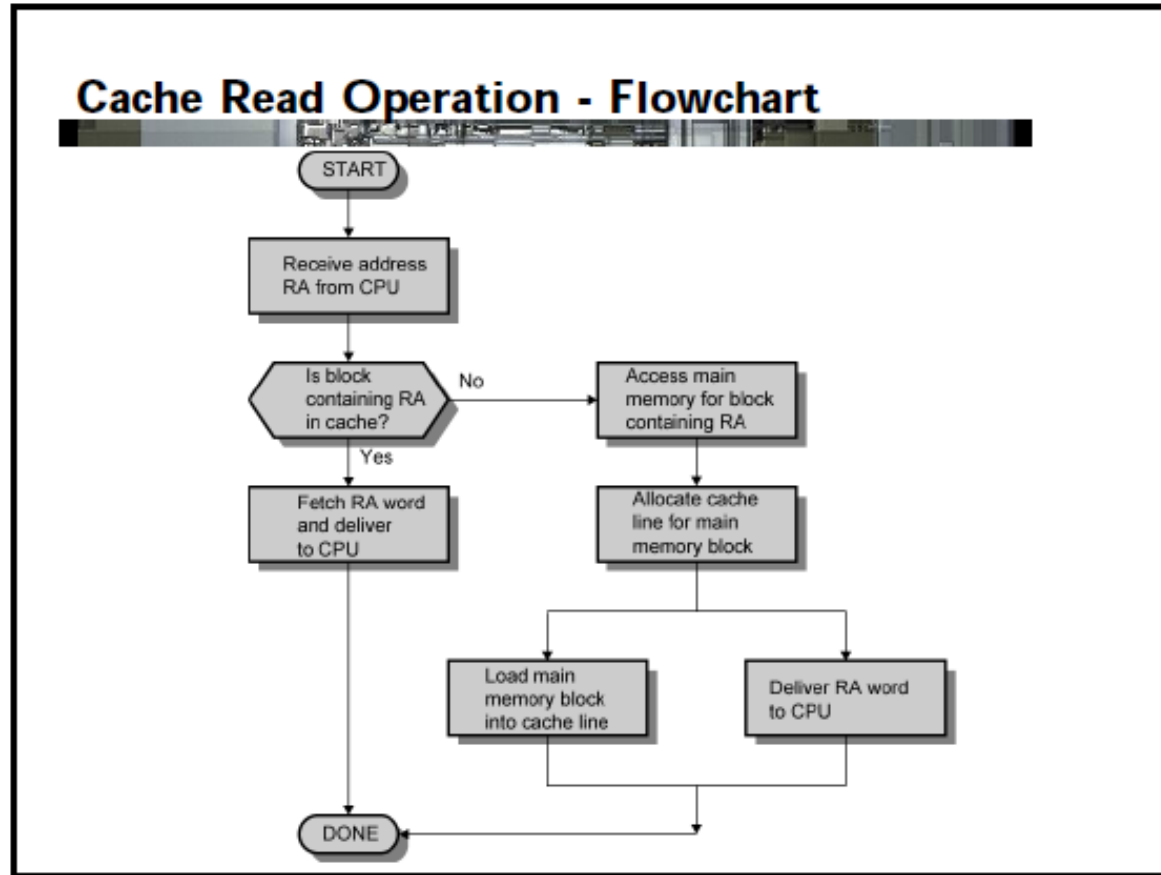 Cache Read Operation - Flowchart
START
Receive address
RA from CPU
Is block
containing RA
in cache?
No
Yes
Access main
memory for block
containing RA
Fetch RA word
and deliver
to CPU
Allocate cache
line for main
memory block
Load main
memory block
into cache line
Deliver RA word
to CPU
DONE